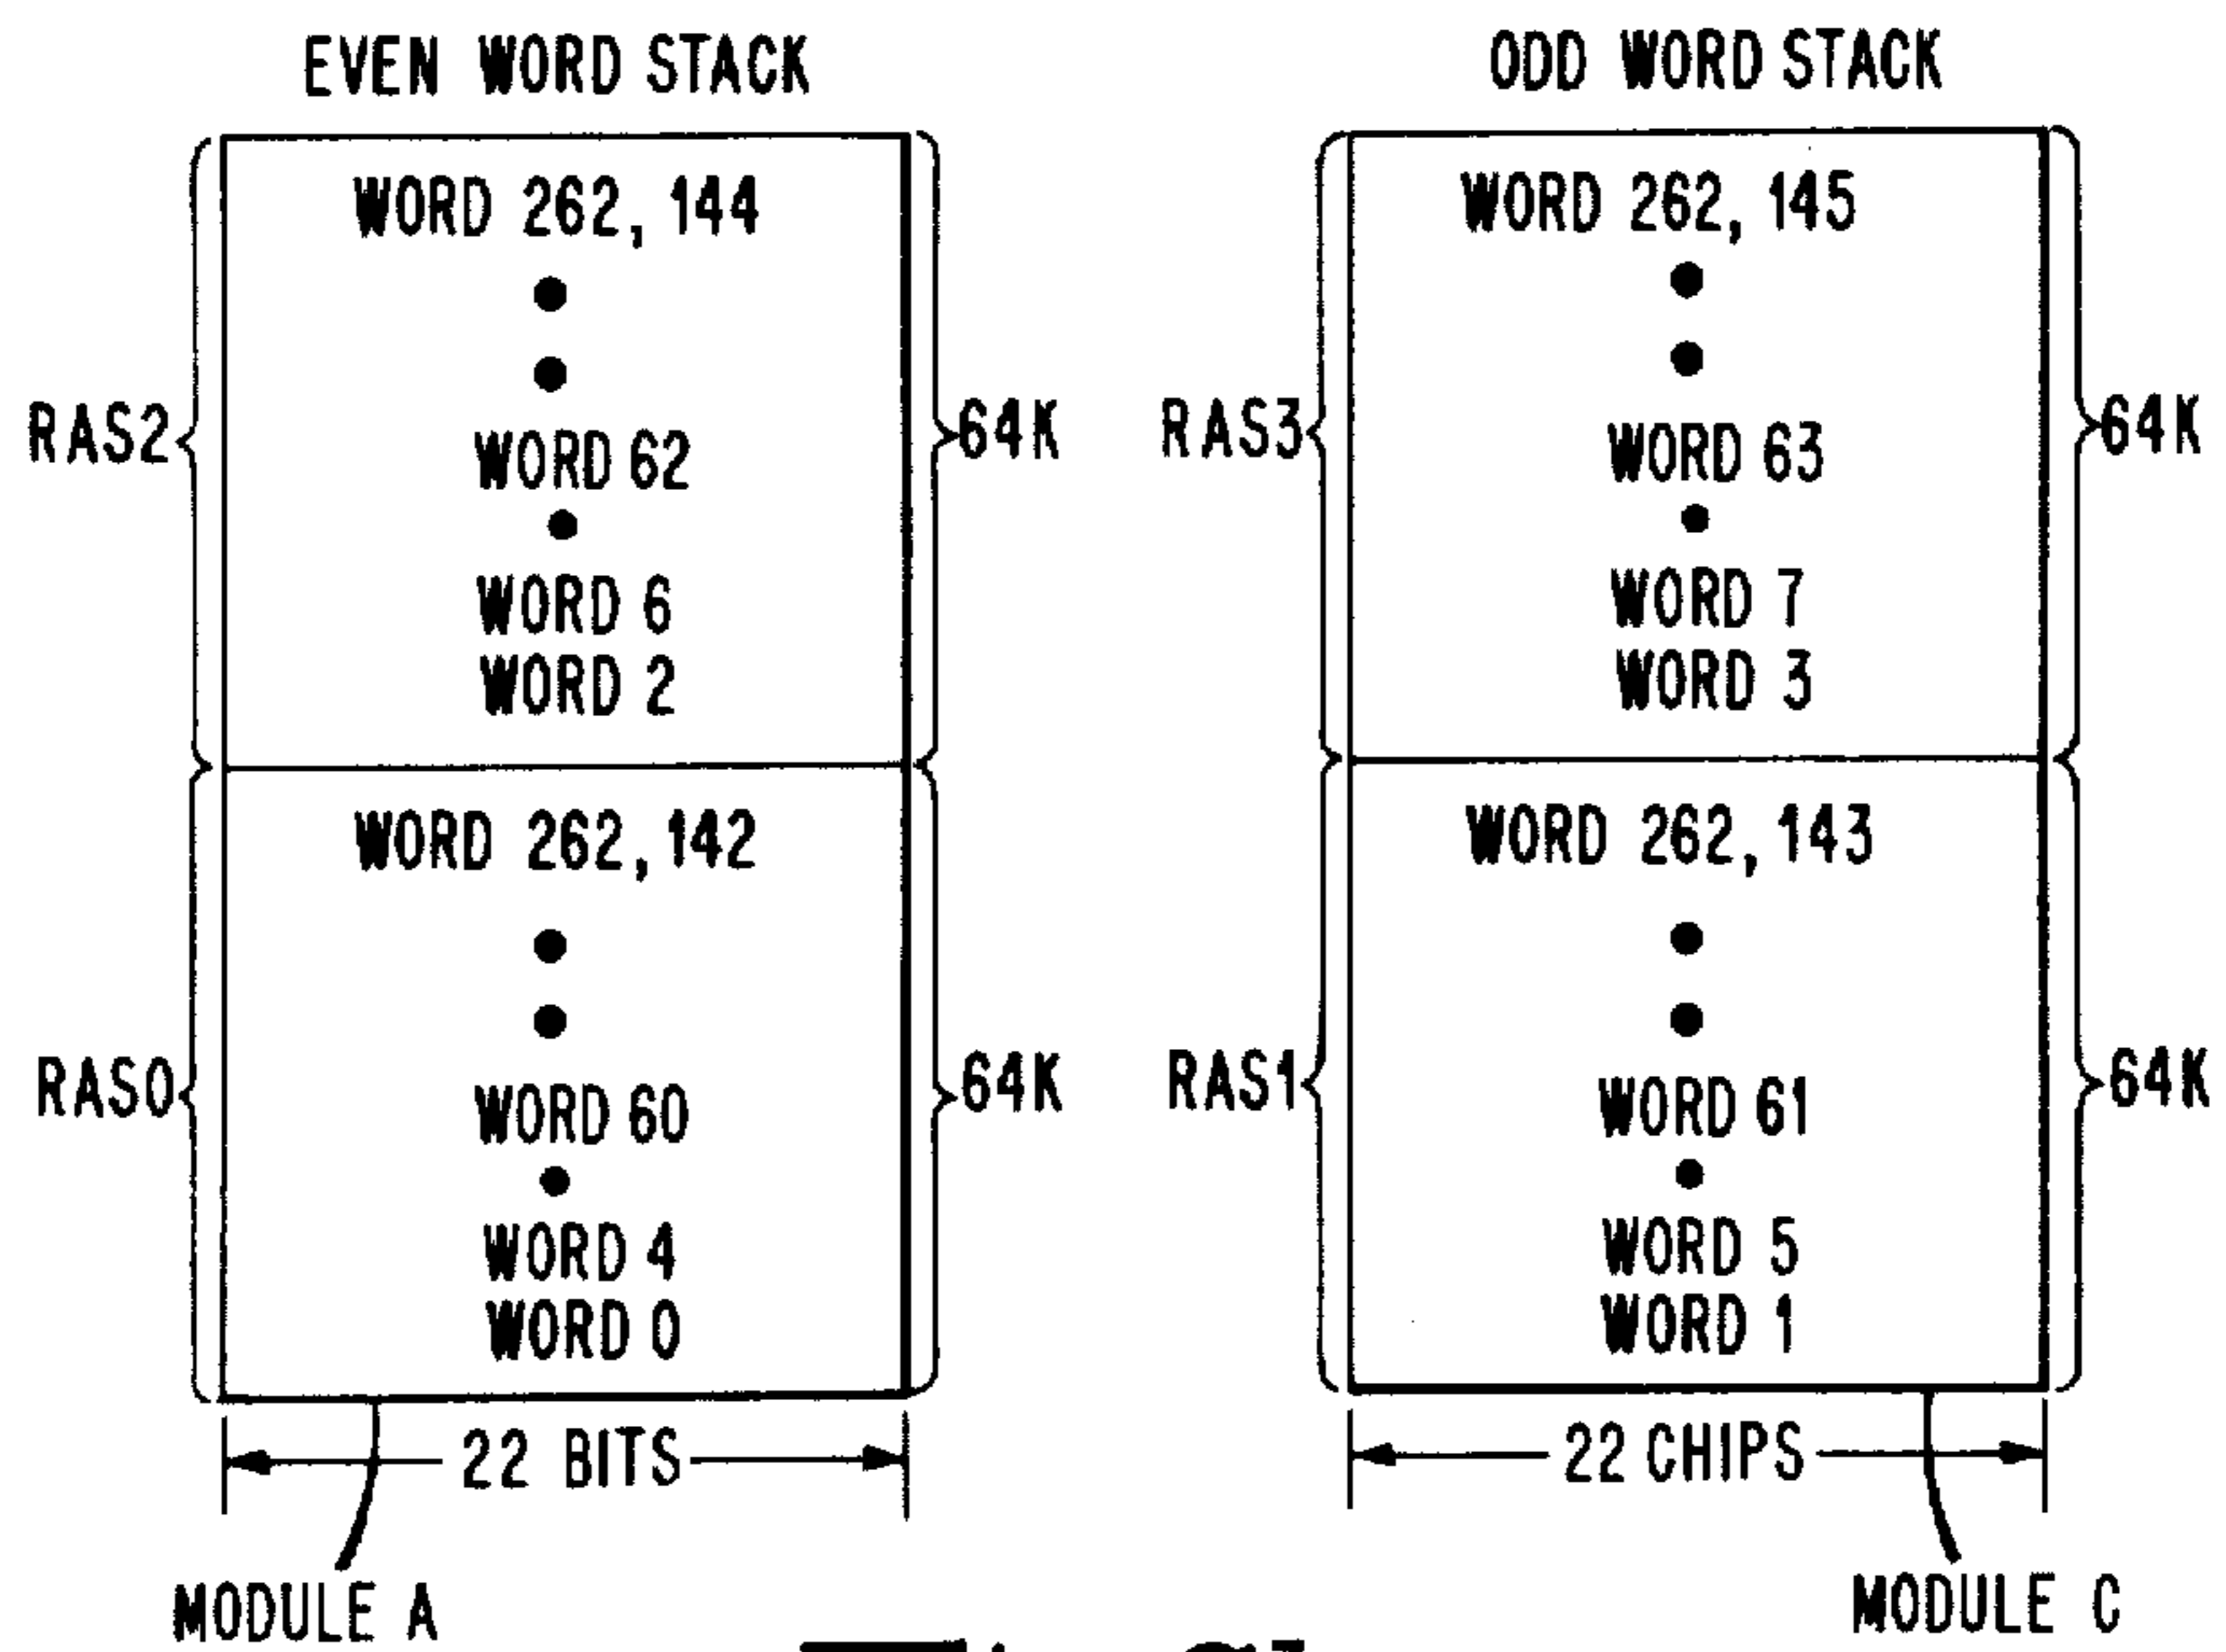 EVEN WORD STACK
WORD 262, 144
WORD 62
WORD 6
WORD 2
RAS2
64K
WORD 262, 142
WORD 60
WORD 4
WORD 0
RAS0
64K
22 BITS
MODULE A
ODD WORD STACK
WORD 262, 145
WORD 63
WORD 7
WORD 3
RAS3
64K
WORD 262, 143
WORD 61
WORD 5
WORD 1
RAS1
64K
22 CHIPS
MODULE C